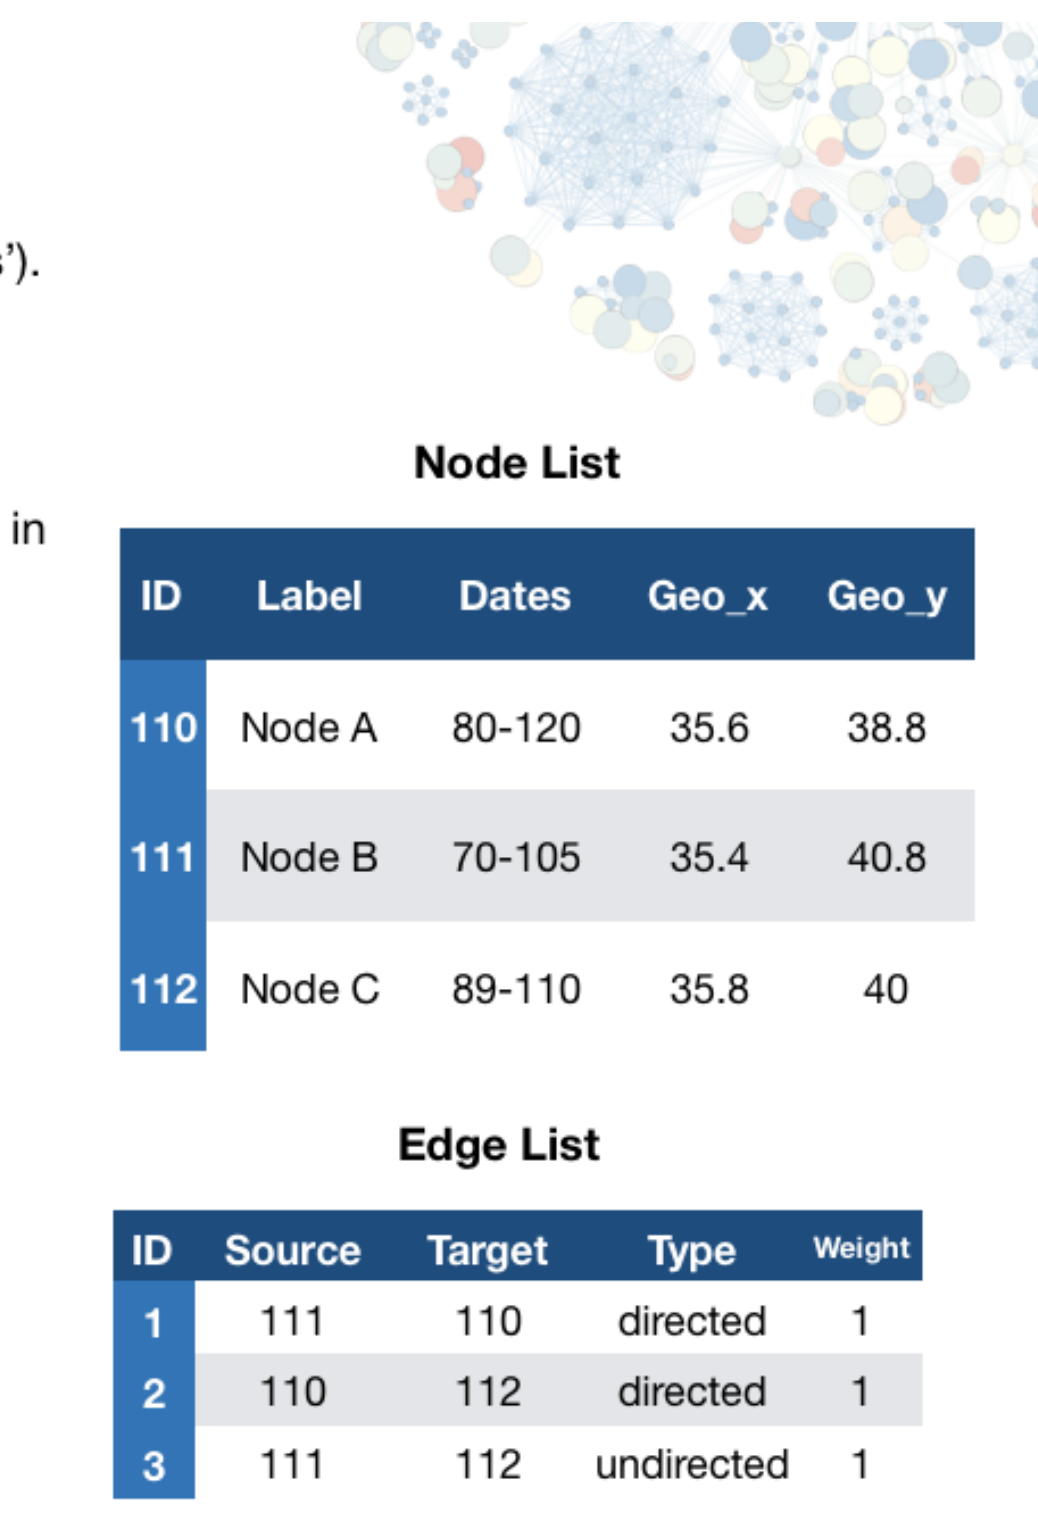 s’).
Node List
in
ID Label Dates Geo_x Geo_y
110 Node A 80-120 35.6 38.8
111 Node B 70-105 35.4 40.8
112 Node C 89-110 35.8 40
Edge List
ID Source Target Type Weight
1 111 110 directed 1
2 110 112 directed 1
3 111 112 undirected 1